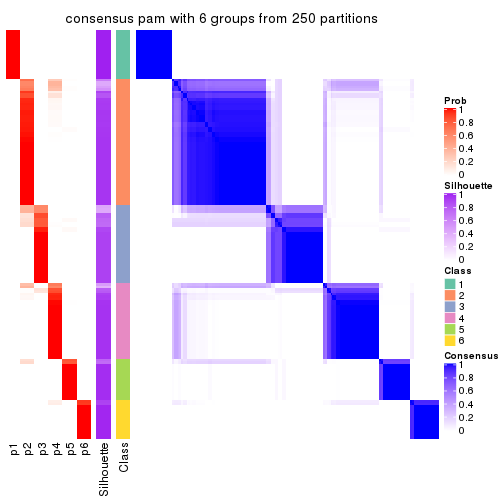 consensus pam with 6 groups from 250 partitions
Prob
1
0.8
0.6
0.4
0.2
0
Silhouette
1
0.8
0.6
0.4
0.2
0
Class
1
2
3
4
5
6
Consensus
1
0.8
0.6
0.4
0.2
0
p1
p2
p3
p4
p5
p6
Silhouette
Class